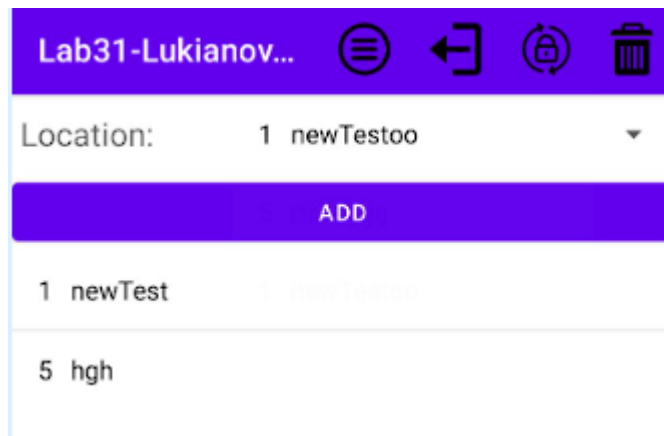 Lab31-Lukianov...
Location: 1 newTestoo
ADD
1 newTest
5 hgh